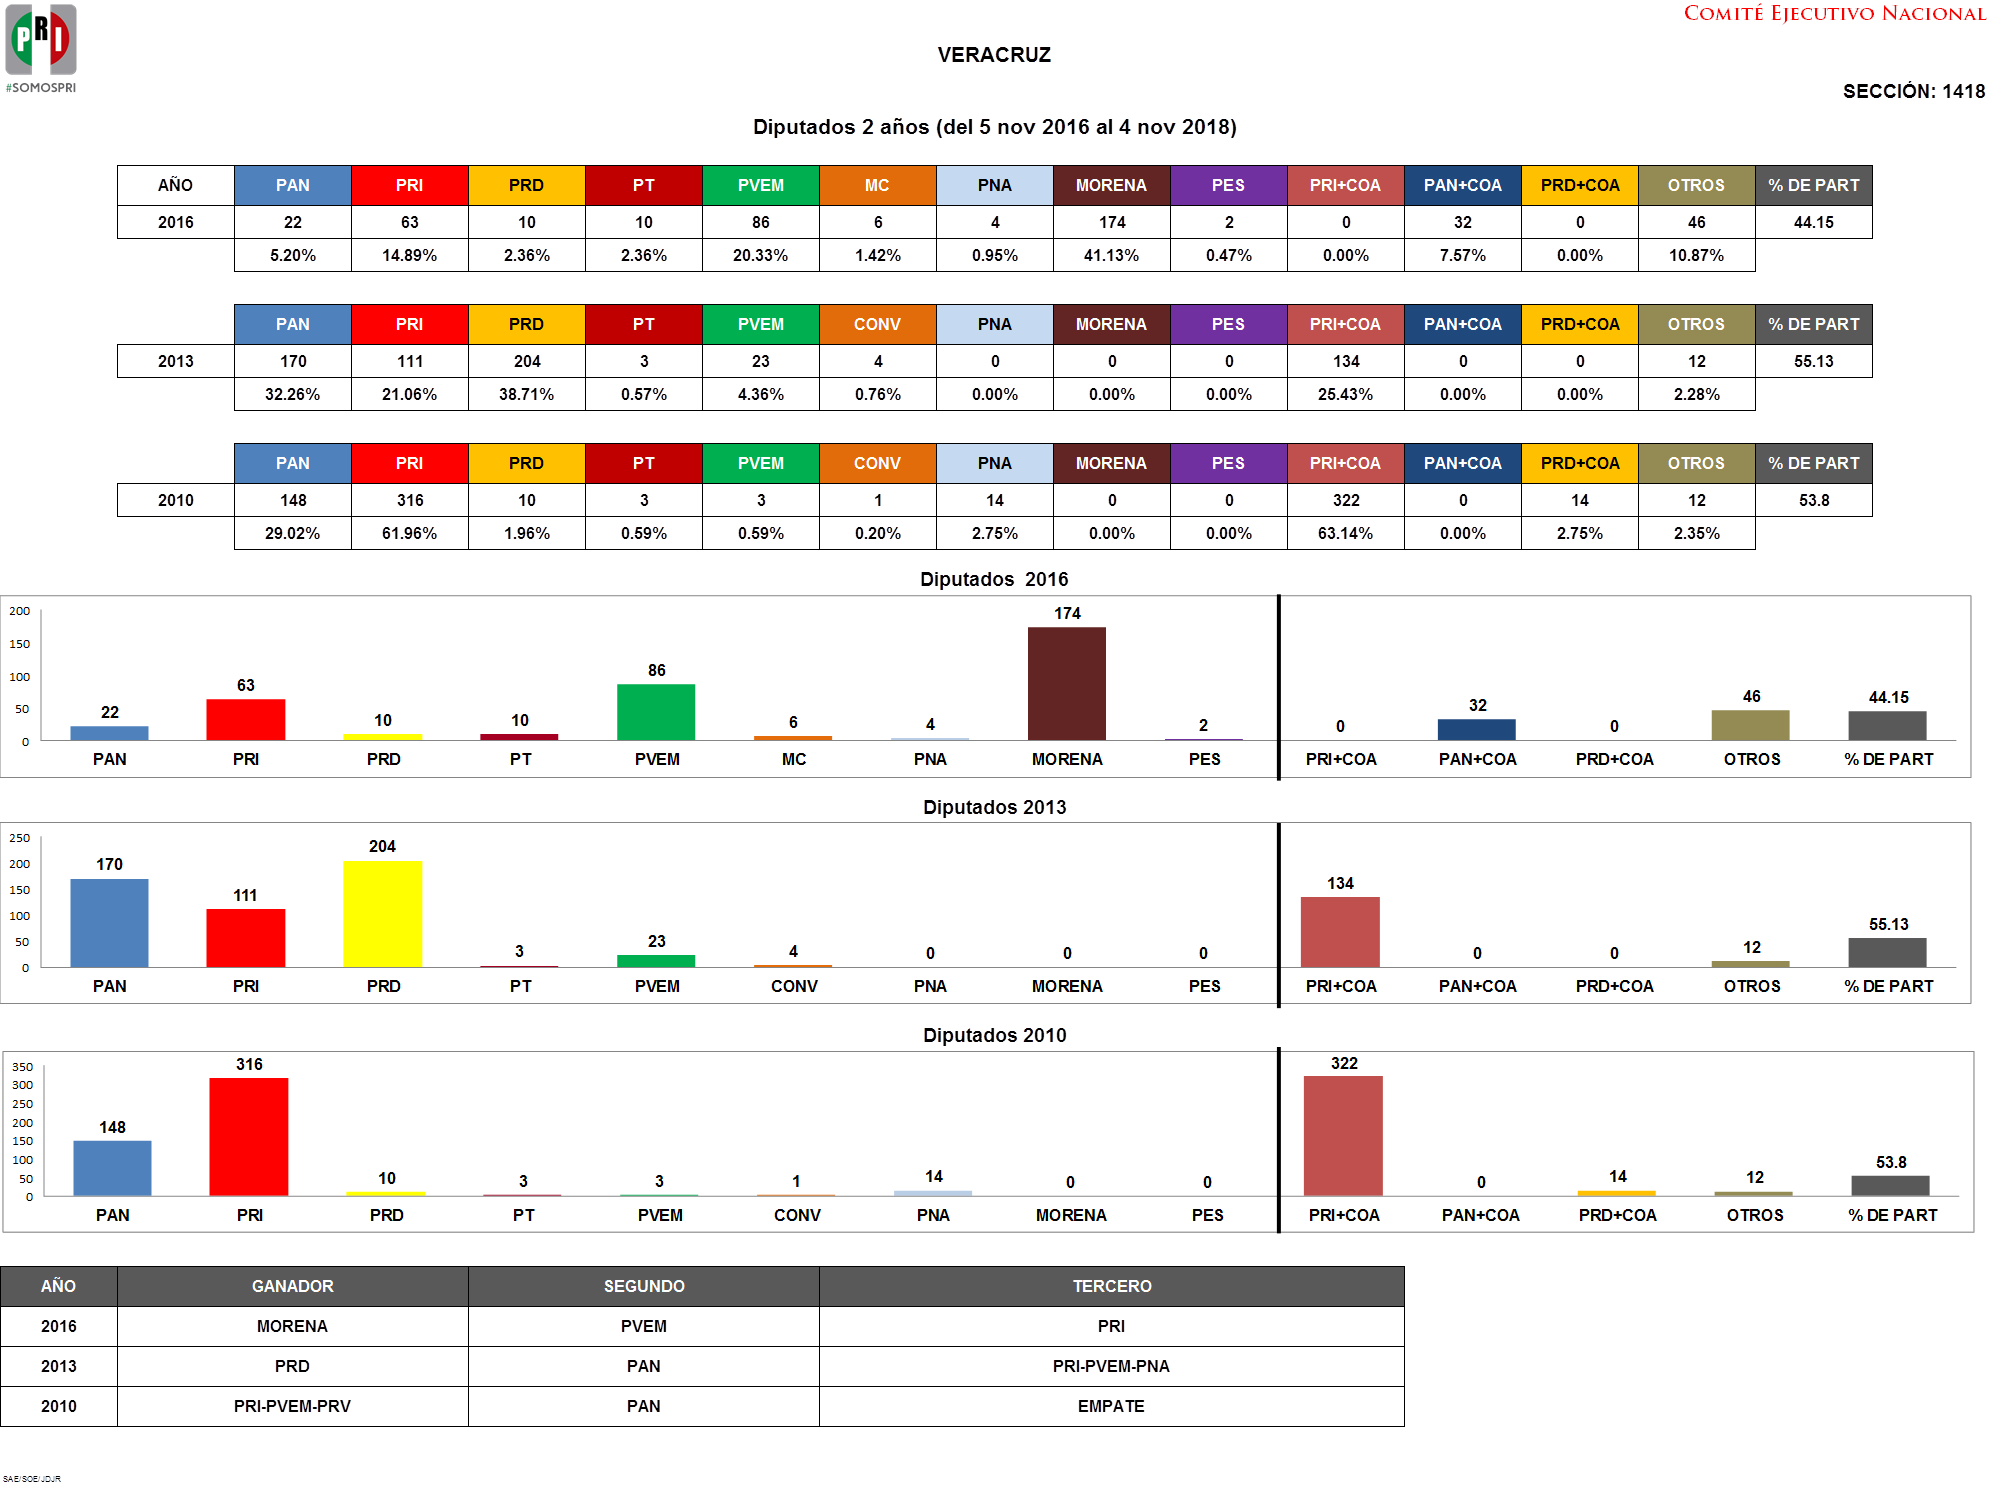 PRI
#SOMOSPRI
Comité Ejecutivo Nacional
VERACRUZ
SECCIÓN: 1418
Diputados 2 años (del 5 nov 2016 al 4 nov 2018)
AÑO PAN PRI PRD PT PVEM MC PNA MORENA PES PRI+COA PAN+COA PRD+COA OTROS % DE PART
2016 22 63 10 10 86 6 4 174 2 0 32 0 46 44.15
5.20% 14.89% 2.36% 2.36% 20.33% 1.42% 0.95% 41.13% 0.47% 0.00% 7.57% 0.00% 10.87%
PAN PRI PRD PT PVEM CONV PNA MORENA PES PRI+COA PAN+COA PRD+COA OTROS % DE PART
2013 170 111 204 3 23 4 0 0 0 134 0 0 12 55.13
32.26% 21.06% 38.71% 0.57% 4.36% 0.76% 0.00% 0.00% 0.00% 25.43% 0.00% 0.00% 2.28%
PAN PRI PRD PT PVEM CONV PNA MORENA PES PRI+COA PAN+COA PRD+COA OTROS % DE PART
2010 148 316 10 3 3 1 14 0 0 322 0 14 12 53.8
29.02% 61.96% 1.96% 0.59% 0.59% 0.20% 2.75% 0.00% 0.00% 63.14% 0.00% 2.75% 2.35%
Diputados  2016
200
150
100
50
0
22 63 10 10 86 6 4 174 2 0 32 0 46 44.15
PAN PRI PRD PT PVEM MC PNA MORENA PES PRI+COA PAN+COA PRD+COA OTROS % DE PART
Diputados 2013
250
200
150
100
50
0
170 111 204 3 23 4 0 0 0 134 0 0 12 55.13
PAN PRI PRD PT PVEM CONV PNA MORENA PES PRI+COA PAN+COA PRD+COA OTROS % DE PART
Diputados 2010
350
300
250
200
150
100
50
0
148 316 10 3 3 1 14 0 0 322 0 14 12 53.8
PAN PRI PRD PT PVEM CONV PNA MORENA PES PRI+COA PAN+COA PRD+COA OTROS % DE PART
AÑO GANADOR SEGUNDO TERCERO
2016 MORENA PVEM PRI
2013 PRD PAN PRI-PVEM-PNA
2010 PRI-PVEM-PRV PAN EMPATE
SAE/SOE/JDJR